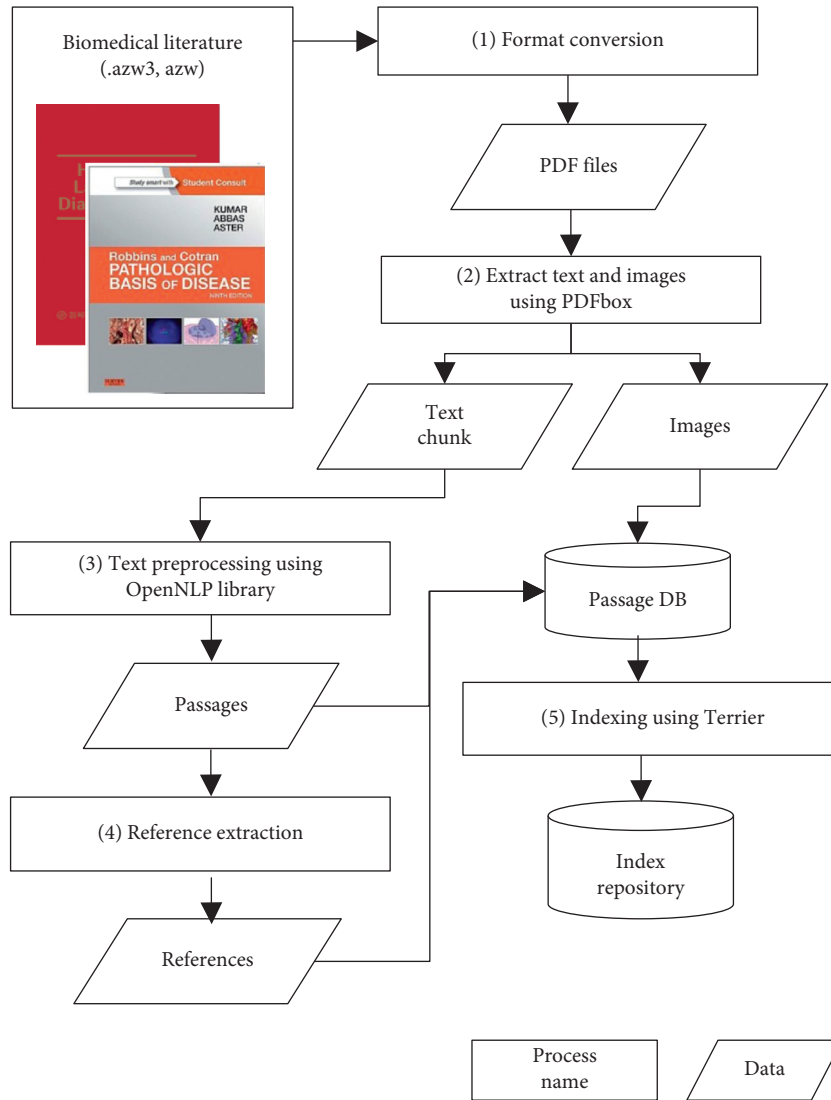 Biomedical literature
(.azw3, azw)
Study smart with
Student Consult
KUMAR
ABBAS
ASTER
Robbins and Cotran
PATHOLOGIC
BASIS OF DISEASE
NINTH EDITION
(1) Format conversion
PDF files
(2) Extract text and images
using PDFbox
Text
chunk
Images
(3) Text preprocessing using
OpenNLP library
Passage DB
Passages
(5) Indexing using Terrier
(4) Reference extraction
Index
repository
References
Process
name
Data